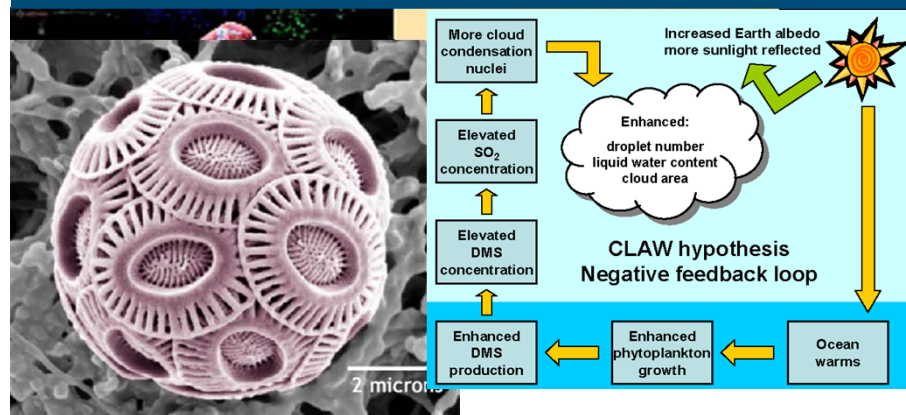 More cloud
condensation
nuclei
Increased Earth albedo
more sunlight reflected
Enhanced:
droplet number
liquid water content
cloud area
Elevated
SO₂
concentration
Elevated
DMS
concentration
CLAW hypothesis
Negative feedback loop
Enhanced
DMS
production
Enhanced
phytoplankton
growth
Ocean
warms
2 microns